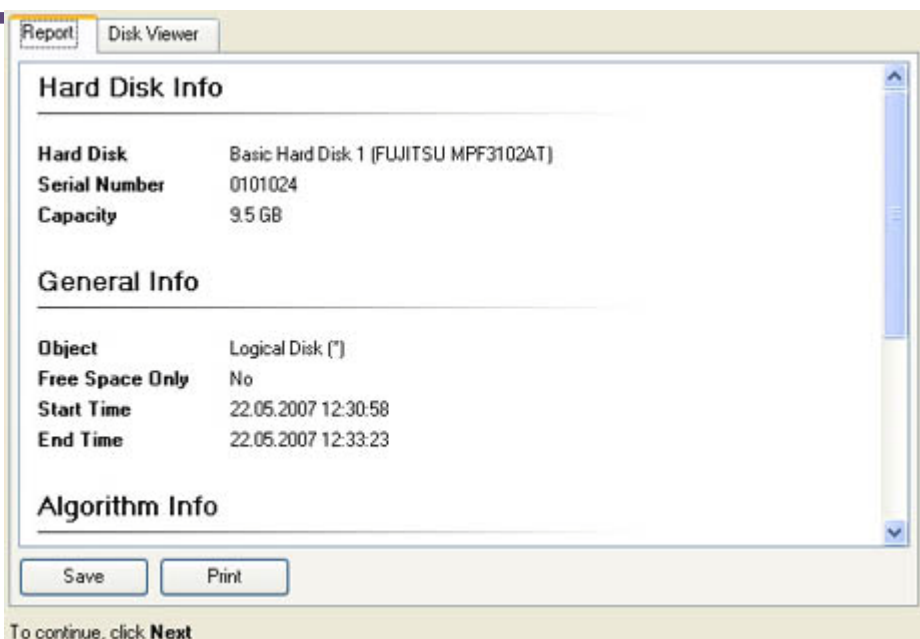 Report Disk Viewer
Hard Disk Info
Hard Disk Basic Hard Disk 1 (FUJITSU MPF3102AT)
Serial Number 0101024
Capacity 9.5 GB
General Info
Object Logical Disk (*)
Free Space Only No
Start Time 22.05.2007 12:30:58
End Time 22.05.2007 12:33:23
Algorithm Info
Save Print
To continue, click Next